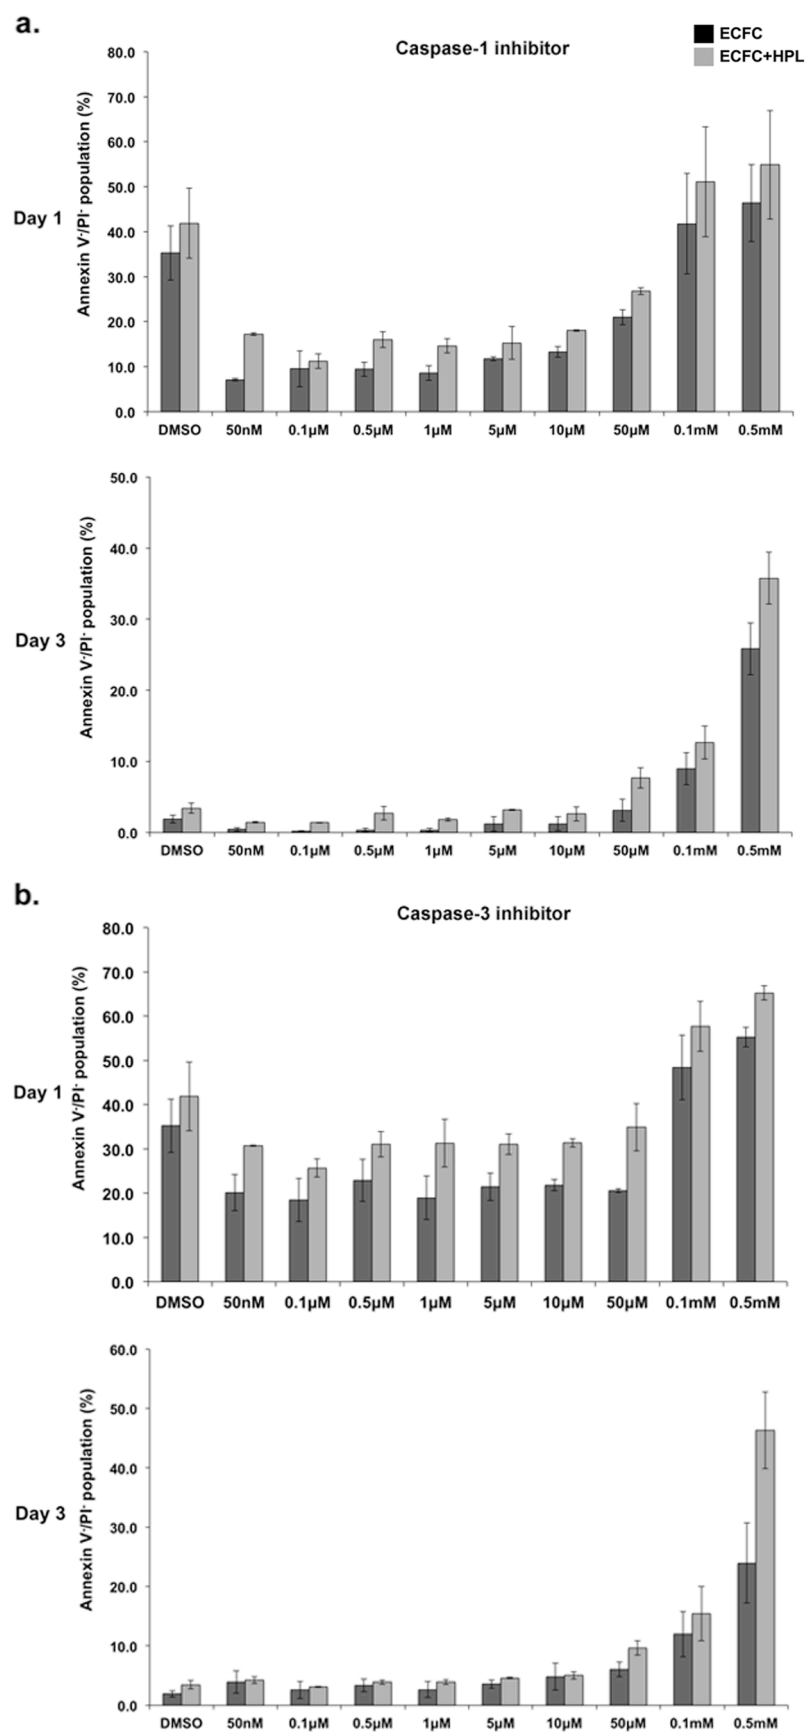 a.
Caspase-1 inhibitor
ECFC
ECFC+HPL
Day 1
Annexin V-/PI- population (%)
80.0
70.0
60.0
50.0
40.0
30.0
20.0
10.0
0.0
DMSO 50nM 0.1µM 0.5µM 1µM 5µM 10µM 50µM 0.1mM 0.5mM
Day 3
Annexin V-/PI- population (%)
50.0
40.0
30.0
20.0
10.0
0.0
DMSO 50nM 0.1µM 0.5µM 1µM 5µM 10µM 50µM 0.1mM 0.5mM
b.
Caspase-3 inhibitor
Day 1
Annexin V-/PI- population (%)
80.0
70.0
60.0
50.0
40.0
30.0
20.0
10.0
0.0
DMSO 50nM 0.1µM 0.5µM 1µM 5µM 10µM 50µM 0.1mM 0.5mM
Day 3
Annexin V-/PI- population (%)
60.0
50.0
40.0
30.0
20.0
10.0
0.0
DMSO 50nM 0.1µM 0.5µM 1µM 5µM 10µM 50µM 0.1mM 0.5mM